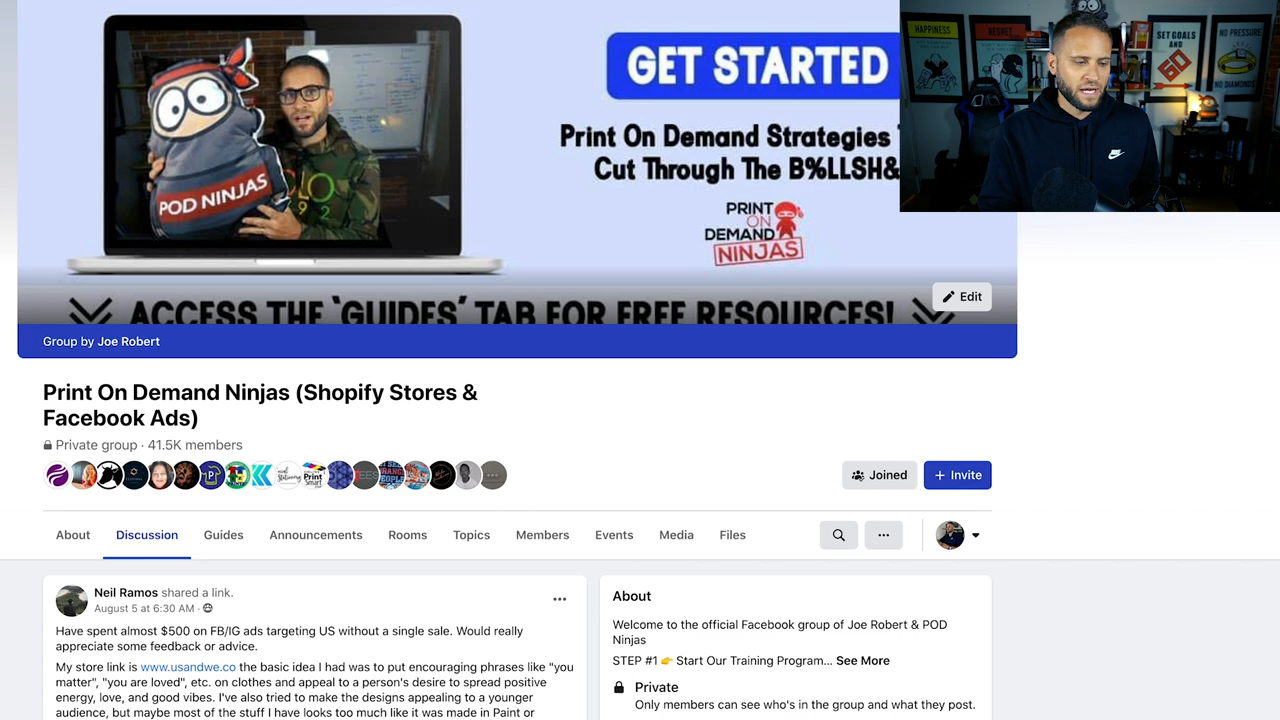 GET STARTED
Print On Demand Strategies
Cut Through The B%LLSH&
POD NINJAS
PRINT
ON
DEMAND
NINJAS
ACCESS THE 'GUIDES' TAB FOR FREE RESOURCES!
Edit
Group by Joe Robert
HAPPINESS
REGRET
SET GOALS
AND
GO
NO PRESSURE
NO DIAMONDS
Print On Demand Ninjas (Shopify Stores &
Facebook Ads)
Private group · 41.5K members
Joined
+ Invite
About
Discussion
Guides
Announcements
Rooms
Topics
Members
Events
Media
Files
Neil Ramos shared a link.
August 5 at 6:30 AM ·
Have spent almost $500 on FB/IG ads targeting US without a single sale. Would really
appreciate some feedback or advice.
My store link is www.usandwe.co the basic idea I had was to put encouraging phrases like "you
matter", "you are loved", etc. on clothes and appeal to a person's desire to spread positive
energy, love, and good vibes. I've also tried to make the designs appealing to a younger
audience, but maybe most of the stuff I have looks too much like it was made in Paint or
About
Welcome to the official Facebook group of Joe Robert & POD
Ninjas
STEP #1 👉 Start Our Training Program... See More
Private
Only members can see who's in the group and what they post.